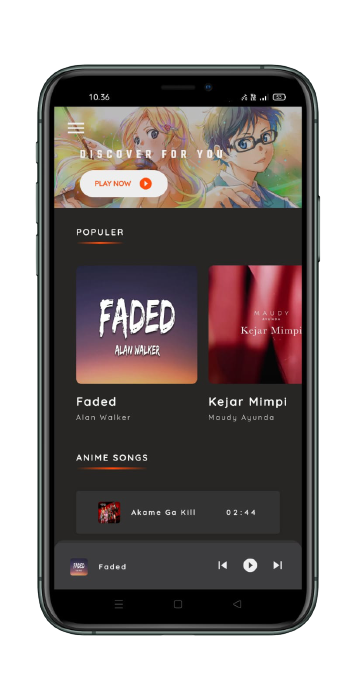 10.36
DISCOVER FOR YOU
PLAY NOW
POPULER
FADED
ALAN WALKER
MAUDY
AYUNDA
Kejar Mimpi
Faded
Kejar Mimpi
Alan Walker
Maudy Ayunda
ANIME SONGS
Akame Ga Kill
02:44
Faded